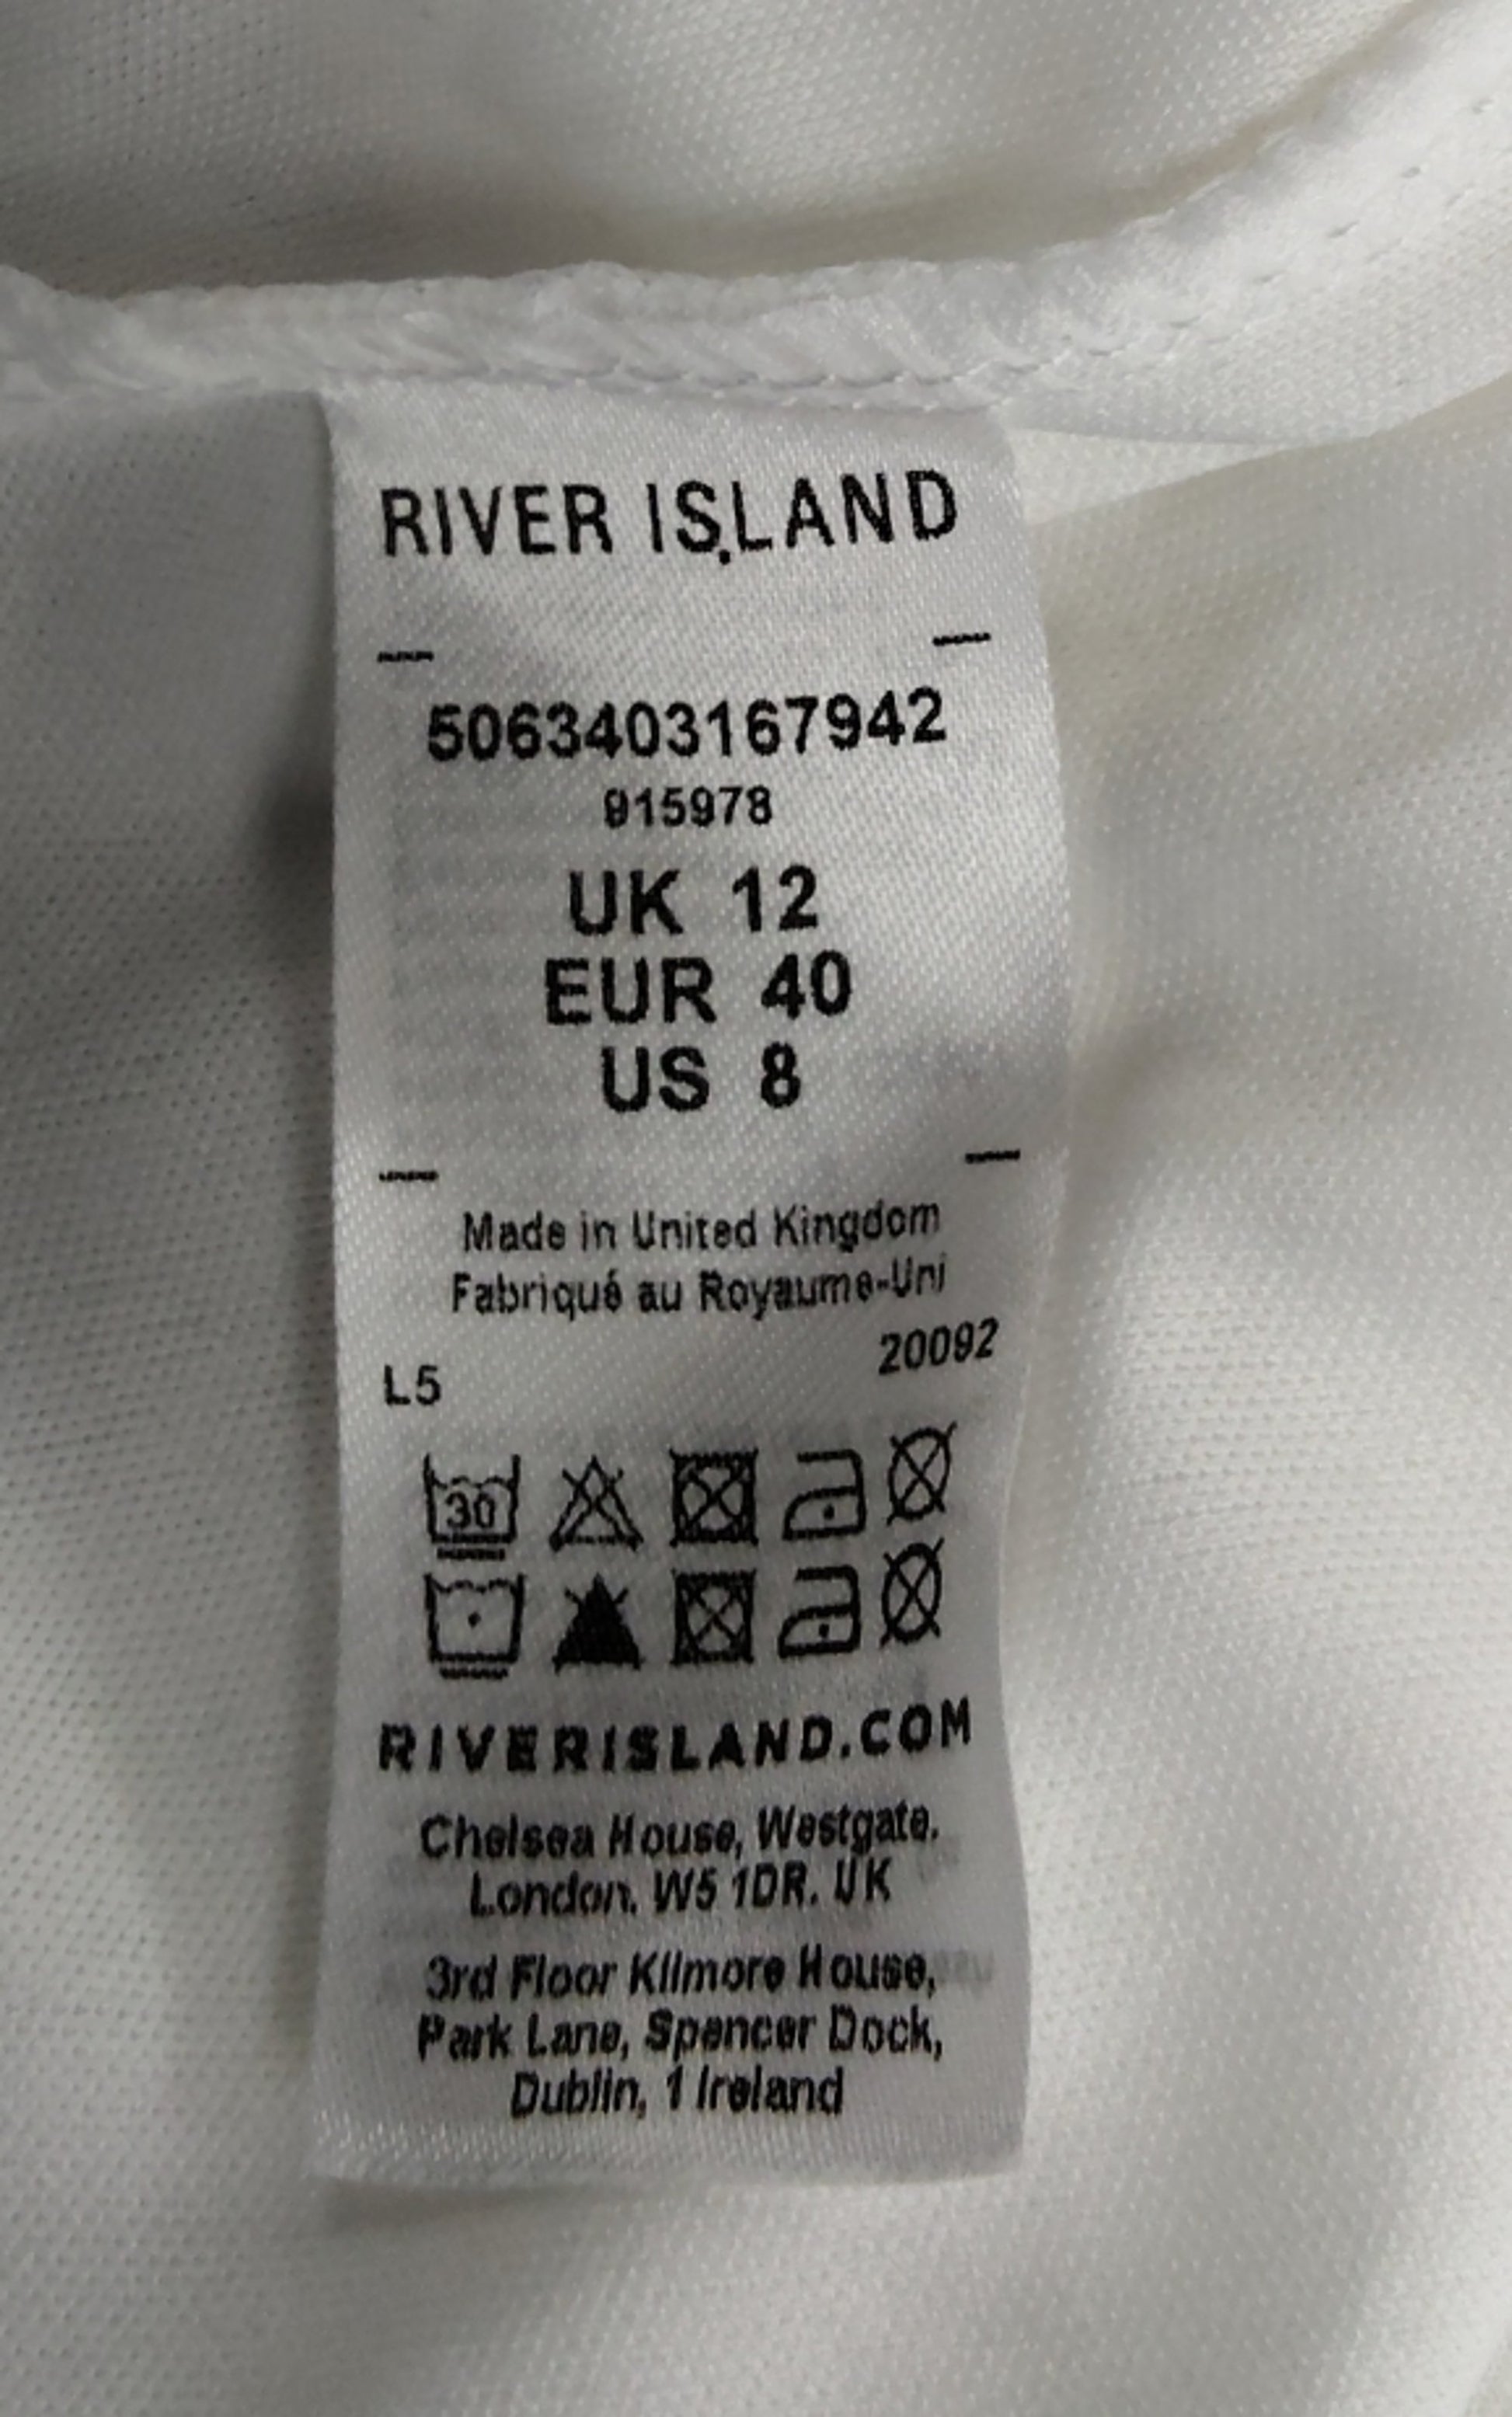 RIVER ISLAND
5063403167942
915978
UK 12
EUR 40
US 8
Made in United Kingdom
Fabriqué au Royaume-Uni
20092
L5
30
RIVERISLAND.COM
Chelsea House, Westgate.
London. W5 1DR. UK
3rd Floor Kilmore House,
Park Lane, Spencer Dock,
Dublin, 1 Ireland